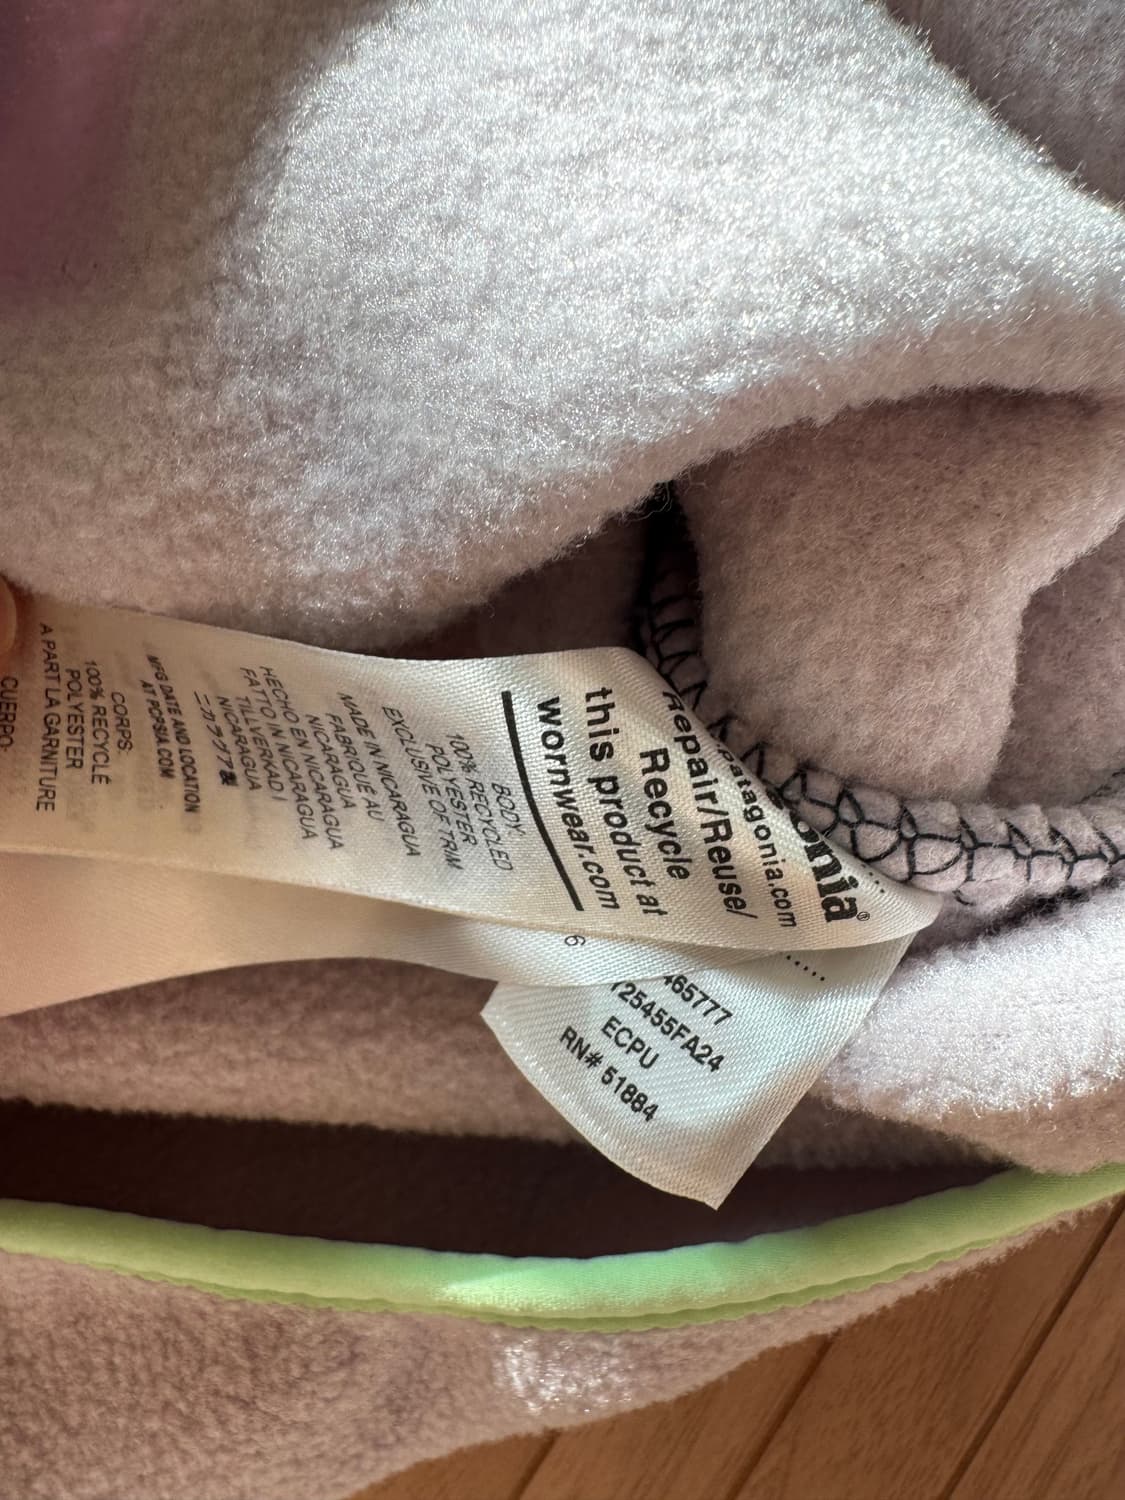 onia®
patagonia.com
Repair/Reuse/
Recycle
this product at
wornwear.com
BODY:
100% RECYCLED
POLYESTER
EXCLUSIVE OF TRIM
MADE IN NICARAGUA
FABRIQUÉ AU
NICARAGUA
HECHO EN NICARAGUA
FATTO IN NICARAGUA
TILLVERKAD I
NICARAGUA
ニカラグア製
MFG DATE AND LOCATION
AT PCPSIA.COM
CORPS:
100% RECYCLÉ
POLYESTER
À PART LA GARNITURE
CUERPO:
6
465777
25455FA24
ECPU
RN# 51884